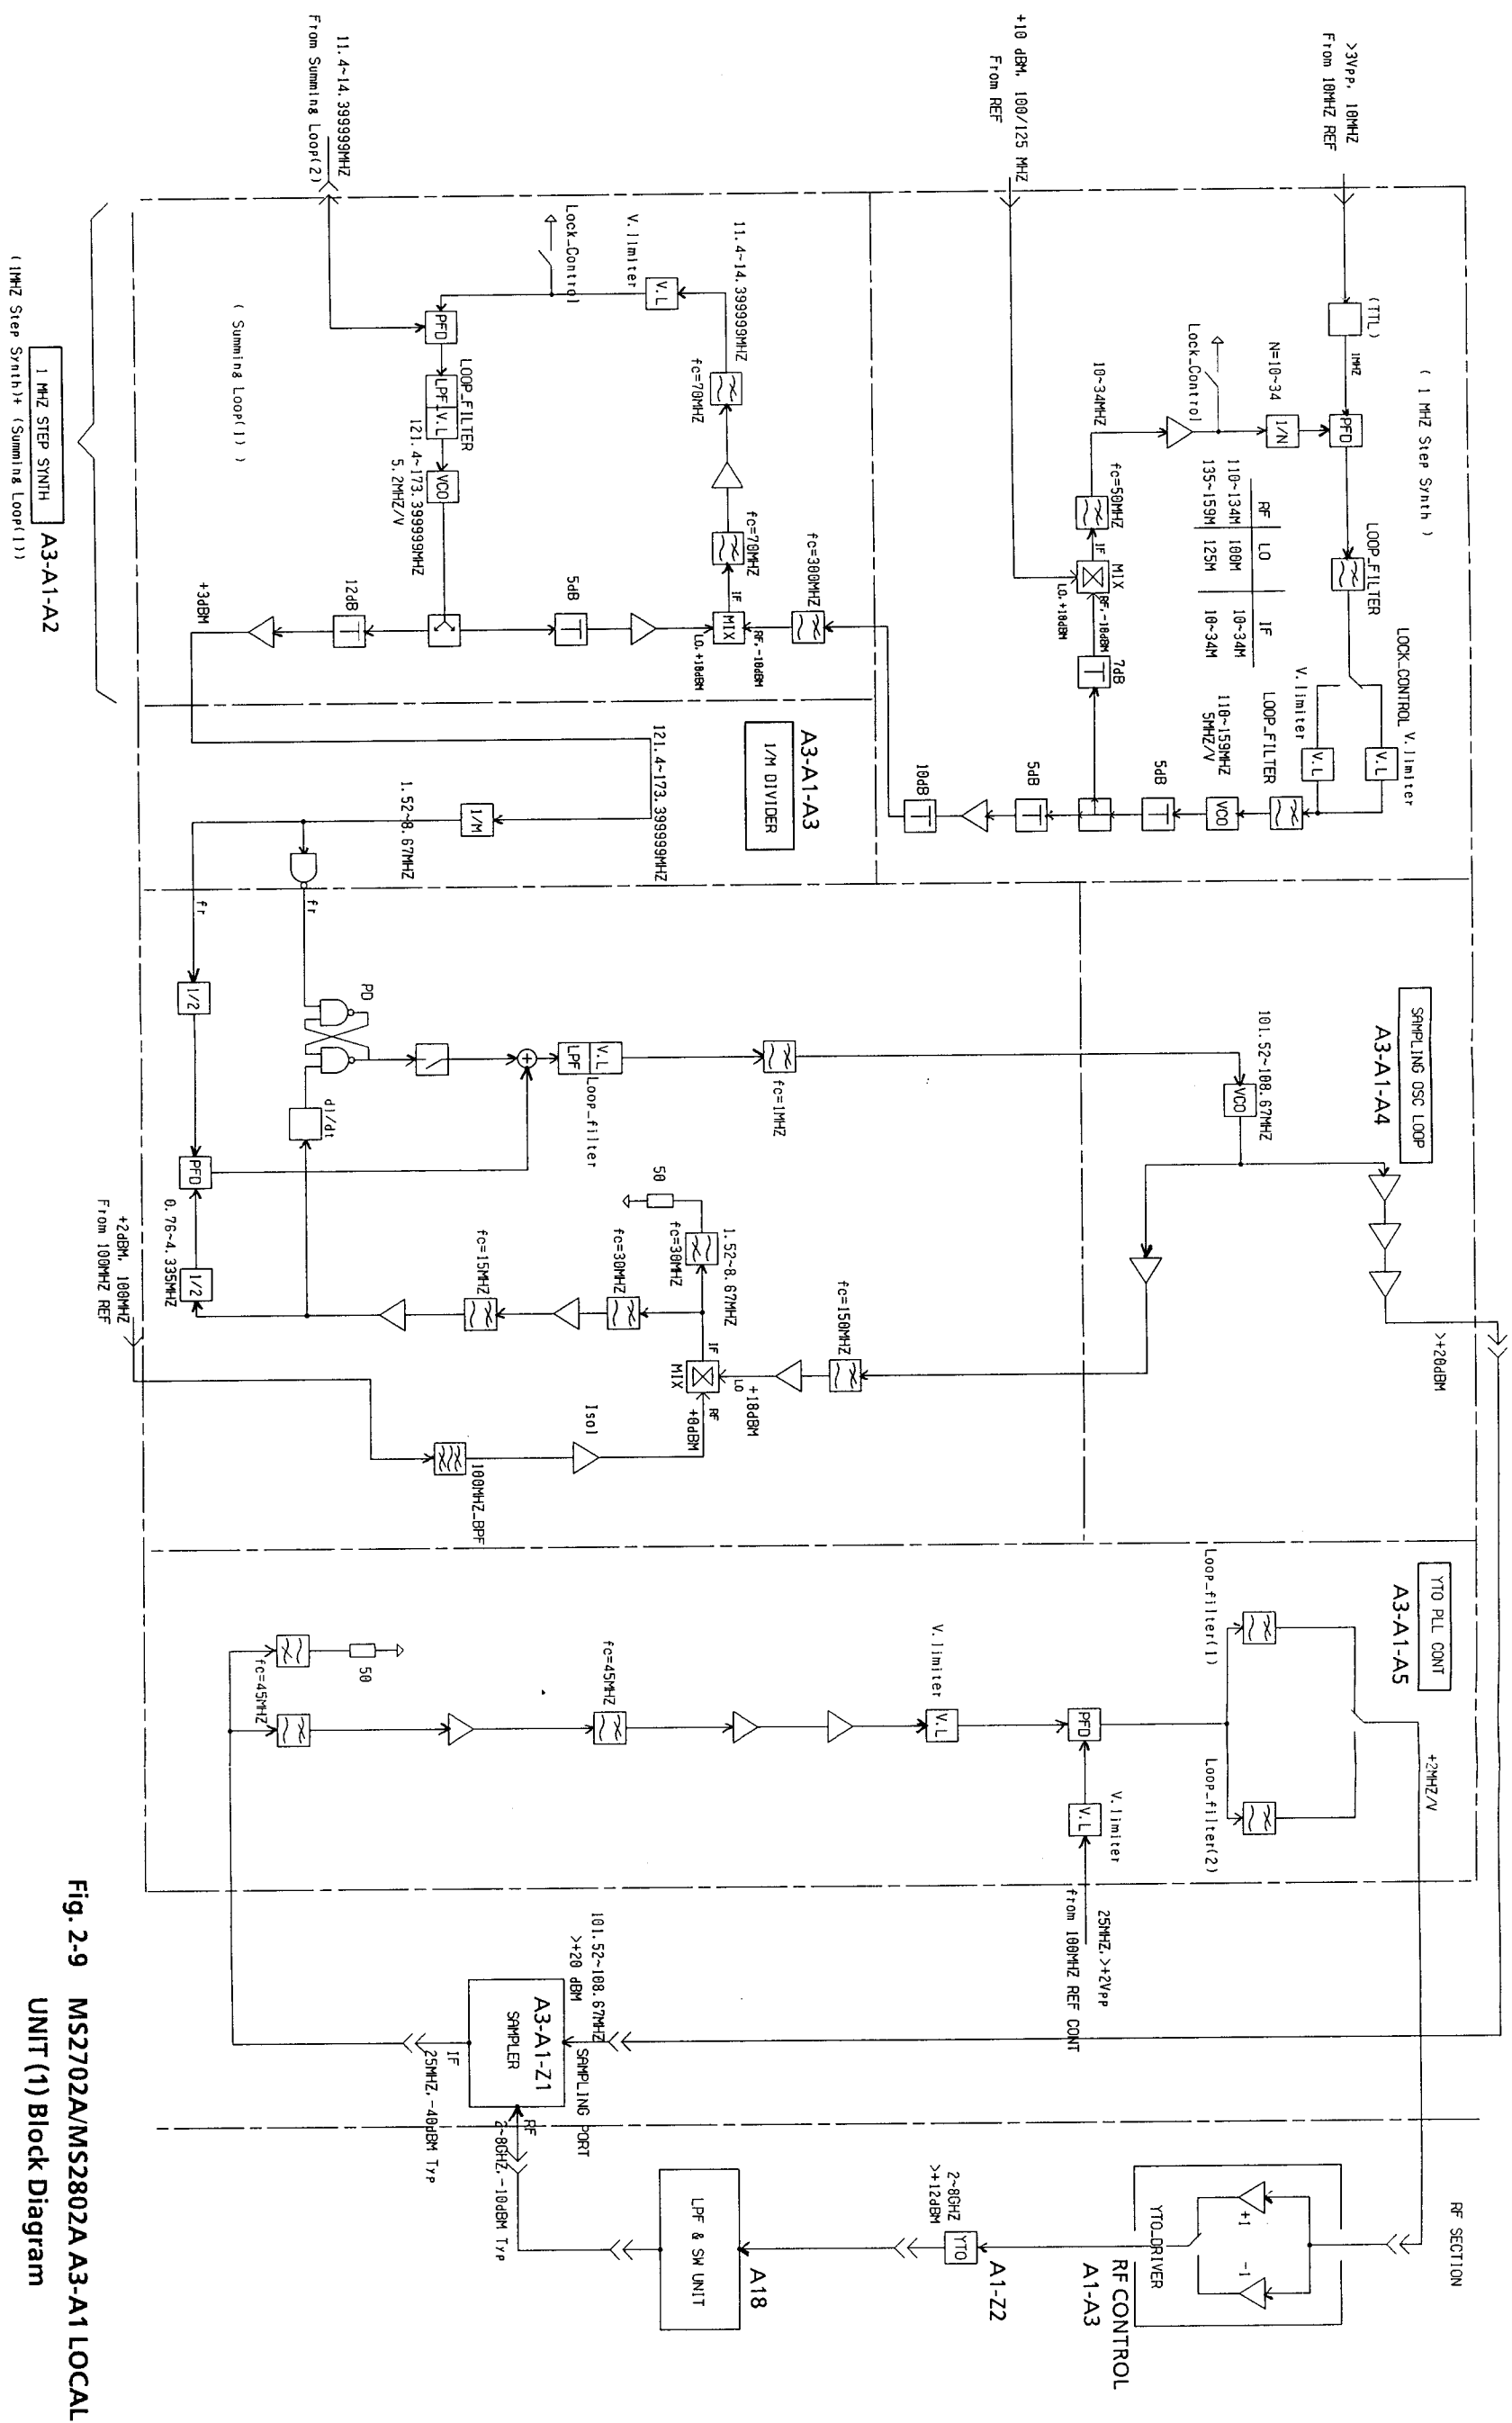 >3Vpp, 10MHZ
From 10MHZ REF
(TTL)
1MHZ
( 1 MHZ Step Synth )
PFD
N=10~34
1/N
Lock_Control
10~34MHZ
fc=50MHZ
RF LO IF
110~134M 100M 10~34M
135~159M 125M 10~34M
IF
MIX
RF,-10dBM
LO,+10dBM
7dB
LOOP_FILTER
LOCK_CONTROL
V.limiter
V.L
V.limiter
V.L
LOOP_FILTER
110~159MHZ
5MHZ/V
VCO
5dB
5dB
10dB
+10 dBM, 100/125 MHZ
From REF
11.4~14.399999MHZ
From Summing Loop(2)
Lock_Control
V.limiter
V.L
11.4~14.399999MHZ
fc=70MHZ
fc=70MHZ
fc=300MHZ
IF
MIX
RF,-10dBM
LO,+10dBM
PFD
LOOP_FILTER
LPF V.L
VCO
121.4~173.399999MHZ
5.2MHZ/V
5dB
12dB
+3dBM
( Summing Loop(1) )
1 MHZ STEP SYNTH
A3-A1-A2
(1MHZ Step Synth)+ (Summing Loop(1))
A3-A1-A3
1/M DIVIDER
121.4~173.399999MHZ
1/M
1.52~8.67MHZ
fr
fr
1/2
PD
dl/dt
PFD
0.76~4.335MHZ
1/2
LPF V.L
Loop_filter
fc=1MHZ
SAMPLING OSC LOOP
A3-A1-A4
101.52~108.67MHZ
VCO
>+20dBM
50
fc=30MHZ
1.52~8.67MHZ
fc=30MHZ
fc=15MHZ
fc=150MHZ
IF
MIX
LO
+18dBM
RF
+0dBM
Isol
100MHZ_BPF
+2dBM, 100MHZ
From 100MHZ REF
YTO PLL CONT
A3-A1-A5
Loop_filter(1)
Loop_filter(2)
+2MHZ/V
50
fc=45MHZ
fc=45MHZ
V.limiter
V.L
PFD
V.L
V.limiter
25MHZ,>+2Vpp
from 100MHZ REF CONT
101.52~108.67MHZ
>+20 dBM
SAMPLING PORT
A3-A1-Z1
SAMPLER
IF
25MHZ,-40dBM Typ
RF
2~8GHZ,-10dBM Typ
RF SECTION
+1
-1
YTO_DRIVER
RF CONTROL
A1-A3
2~8GHZ
>+12dBM
YTO
A1-Z2
LPF & SW UNIT
A18
Fig. 2-9 MS2702A/MS2802A A3-A1 LOCAL
UNIT (1) Block Diagram